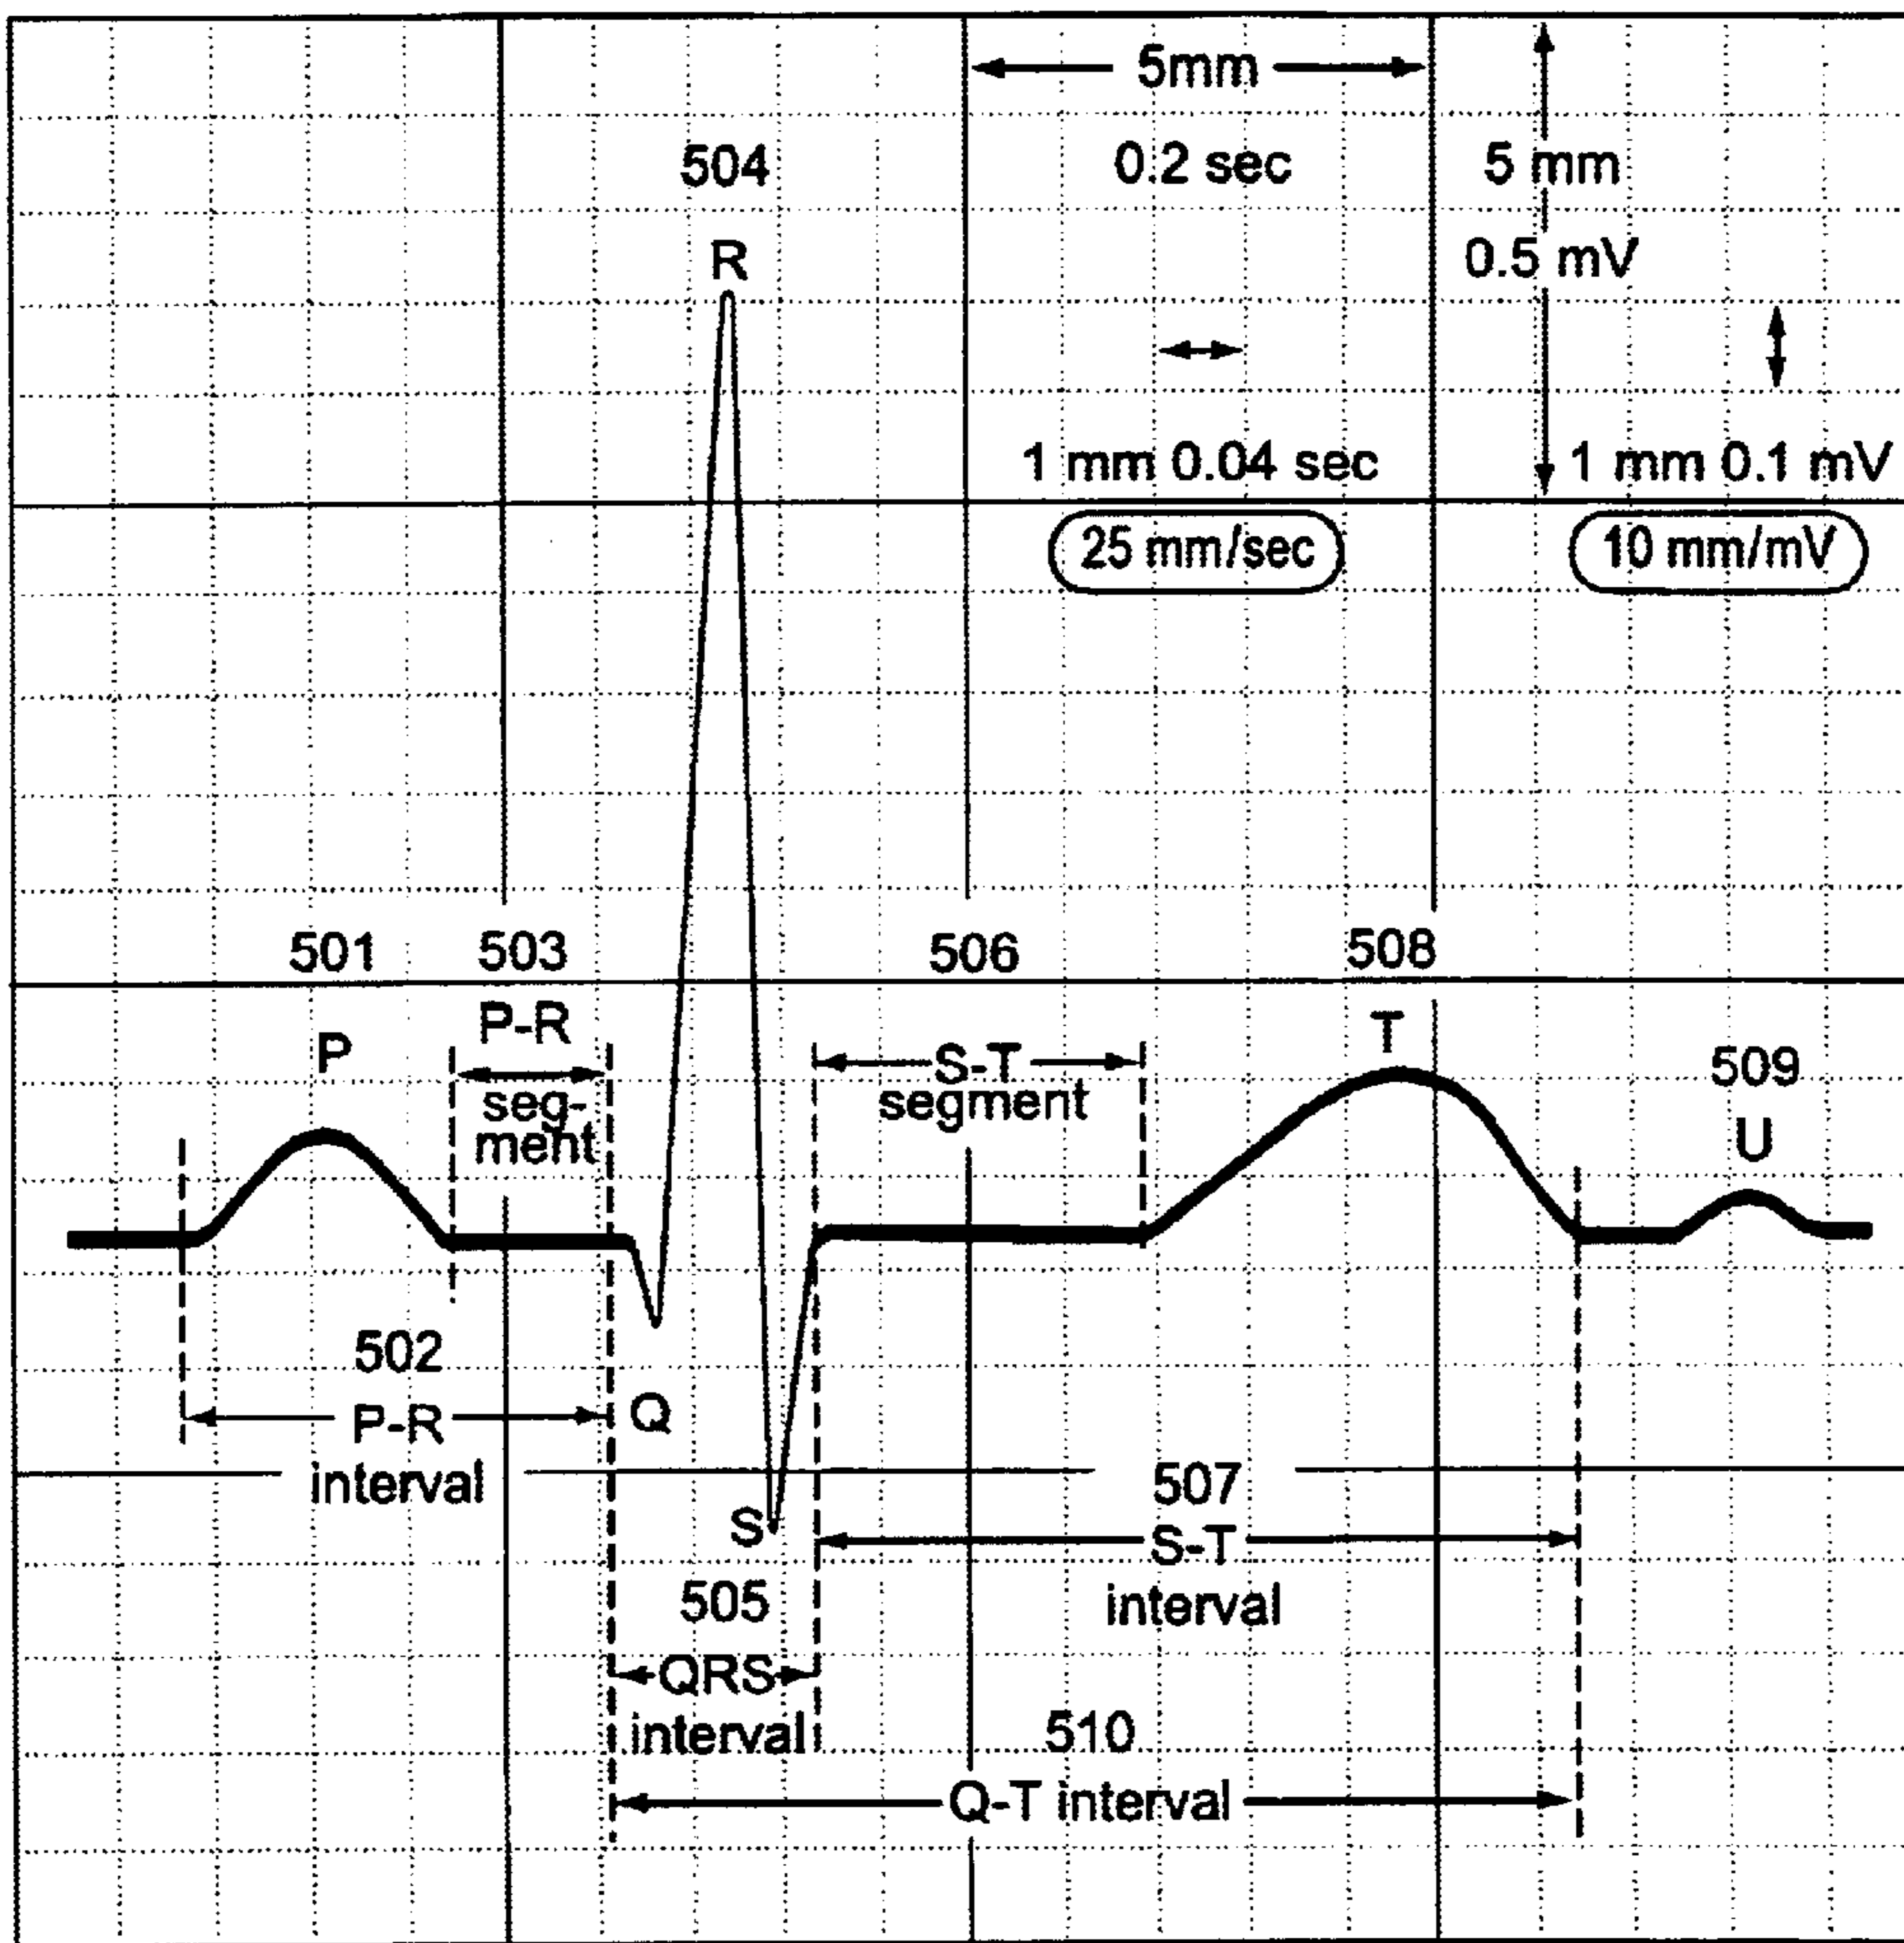 5mm
504
0.2 sec
5 mm
R
0.5 mV
1 mm 0.04 sec
1 mm 0.1 mV
25 mm/sec
10 mm/mV
501
503
506
508
P-R
P
T
S-T
509
seg-
segment
ment
U
502
Q
P-R
interval
507
S
S-T
505
interval
QRS
interval
510
Q-T interval